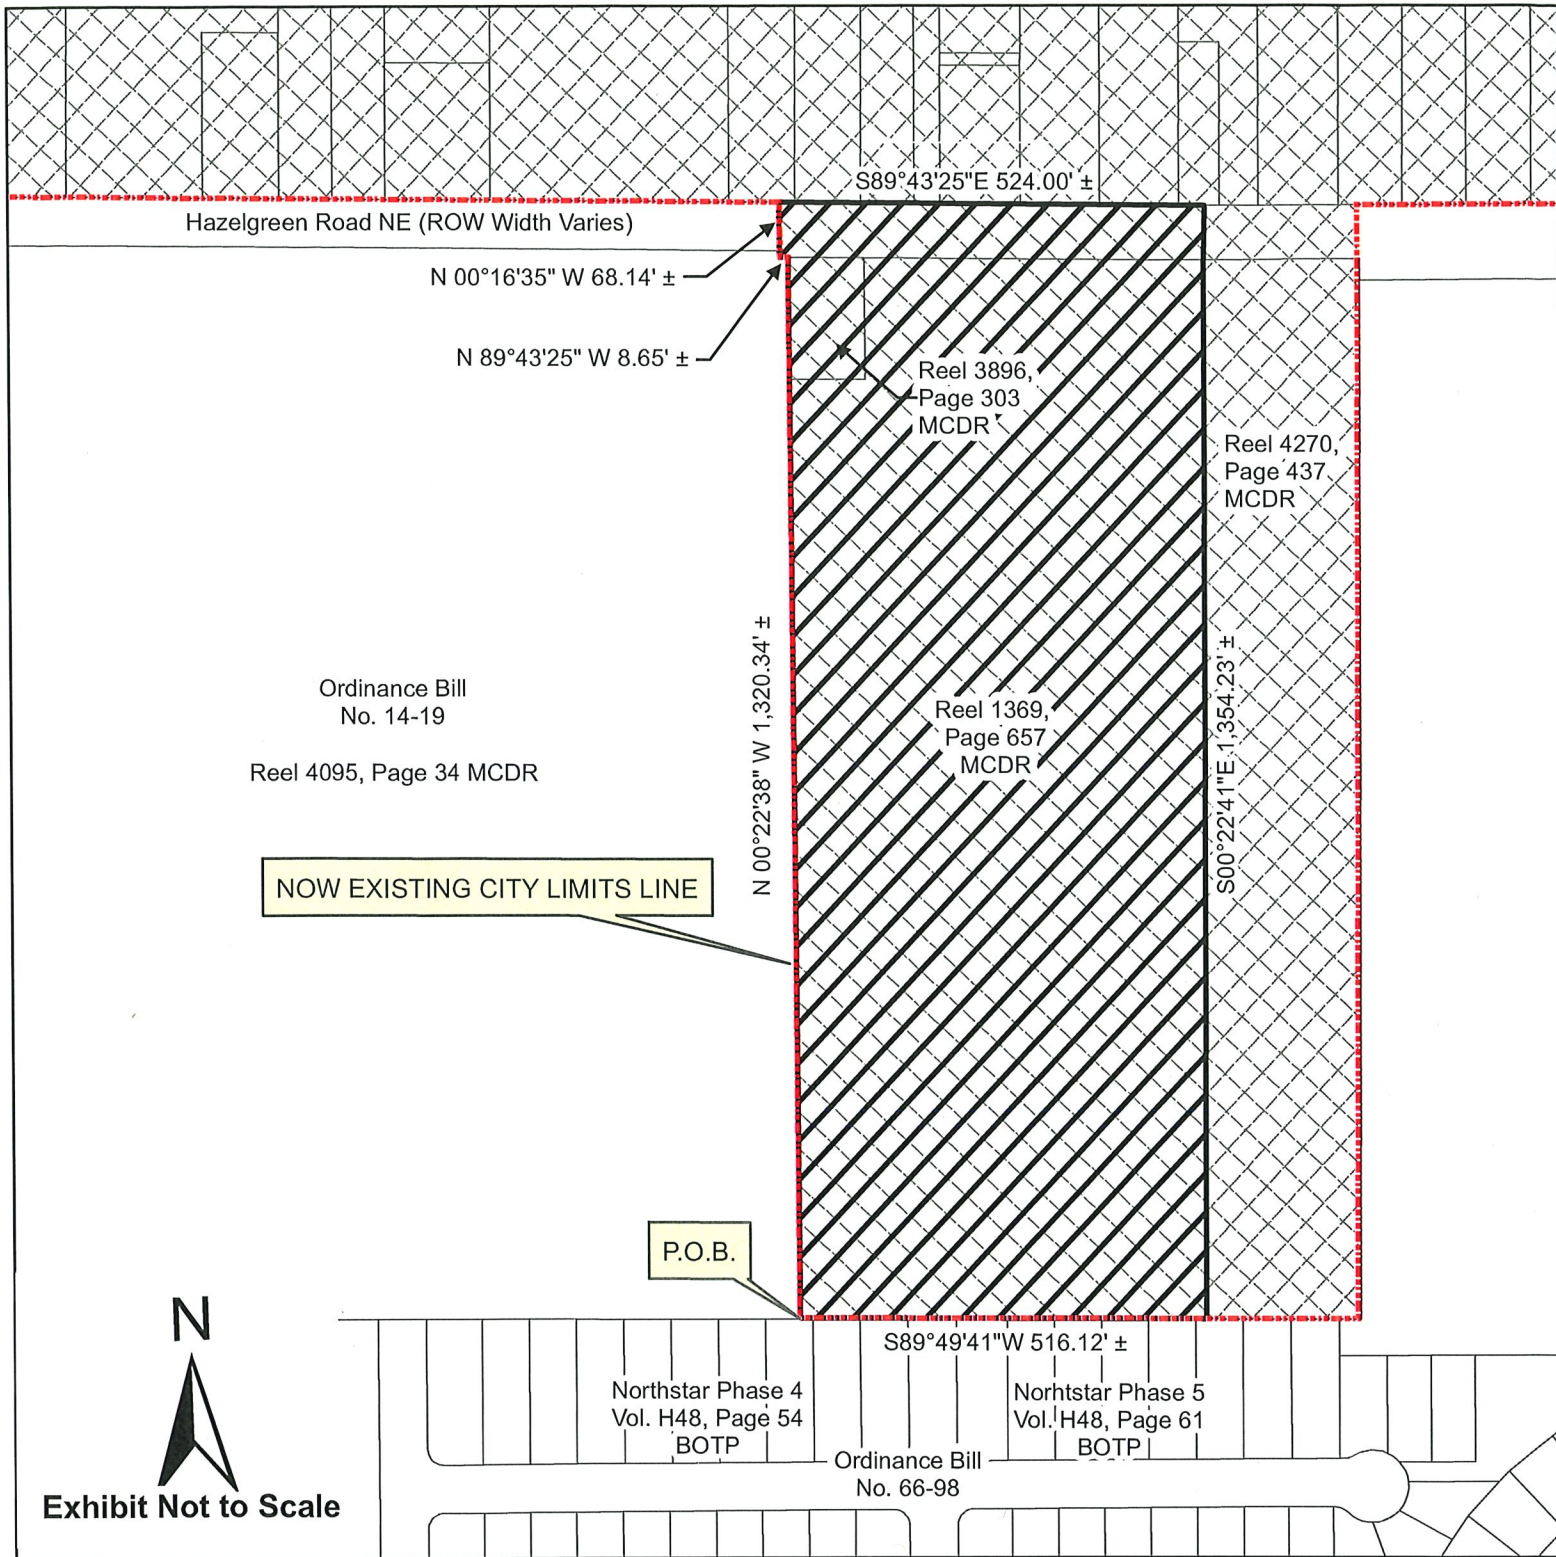 S89°43'25"E 524.00' ±
Hazelgreen Road NE (ROW Width Varies)
N 00°16'35" W 68.14' ±
N 89°43'25" W 8.65' ±
Reel 3896,
Page 303
MCDR
Reel 4270,
Page 437
MCDR
N 00°22'38" W 1,320.34' ±
S00°22'41"E 1,354.23' ±
Ordinance Bill
No. 14-19
Reel 4095, Page 34 MCDR
Reel 1369,
Page 657
MCDR
NOW EXISTING CITY LIMITS LINE
P.O.B.
S89°49'41"W 516.12' ±
N
Exhibit Not to Scale
Northstar Phase 4
Vol. H48, Page 54
BOTP
Norhtstar Phase 5
Vol. H48, Page 61
BOTP
Ordinance Bill
No. 66-98